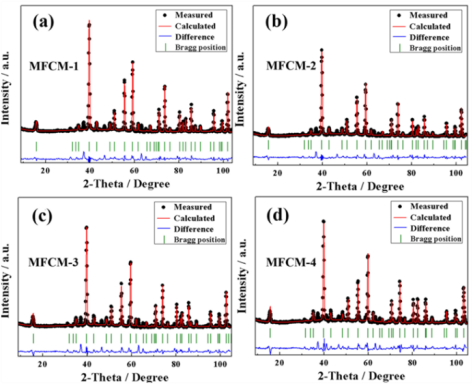 (a)
Measured
Calculated
Difference
Bragg position
MFCM-1
Intensity / a.u.
20 40 60 80 100
2-Theta / Degree
(b)
Measured
Calculated
Difference
Bragg position
MFCM-2
Intensity / a.u.
20 40 60 80 100
2-Theta / Degree
(c)
Measured
Calculated
Difference
Bragg position
MFCM-3
Intensity / a.u.
20 40 60 80 100
2-Theta / Degree
(d)
Measured
Calculated
Difference
Bragg position
MFCM-4
Intensity / a.u.
20 40 60 80 100
2-Theta / Degree